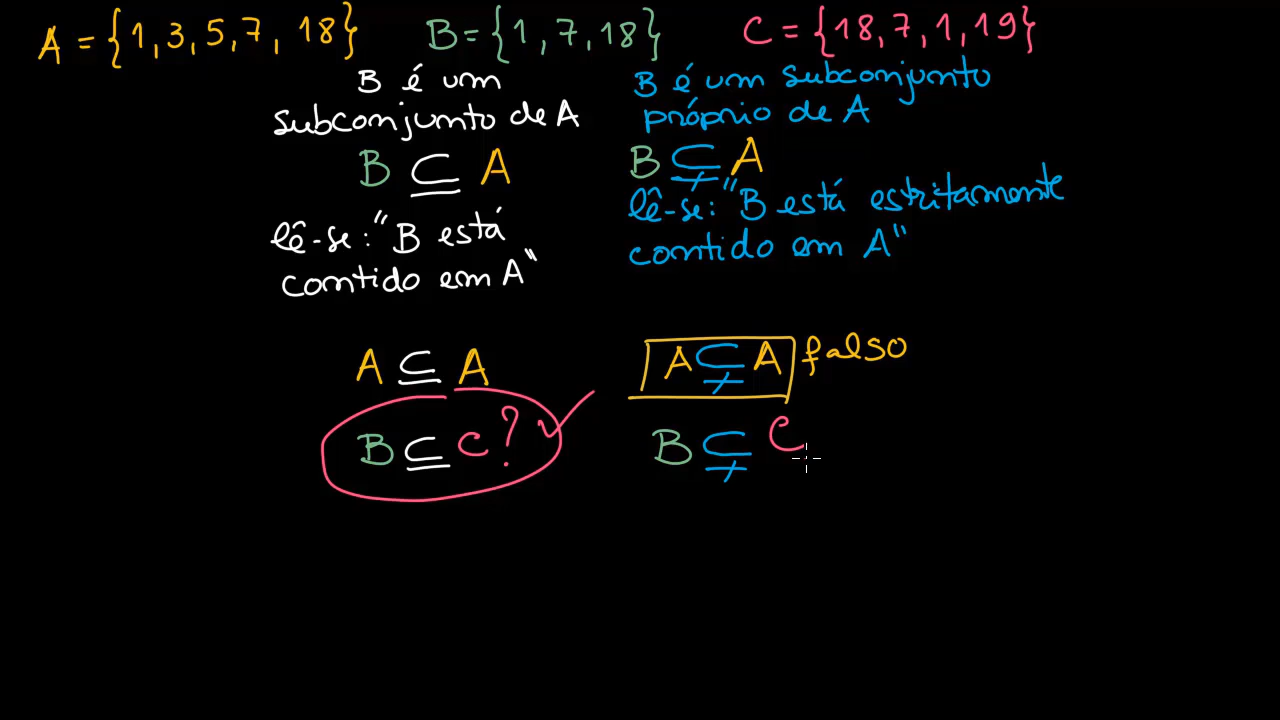 A = {1, 3, 5, 7, 18} B = {1, 7, 18} C = {18, 7, 1, 19}
B é um
subconjunto de A
B ⊆ A
lê-se: "B está
contido em A"
B é um subconjunto
próprio de A
B ⊊ A
lê-se: "B está estritamente
contido em A"
A ⊆ A
A ⊊ A falso
B ⊆ C?
B ⊊ C